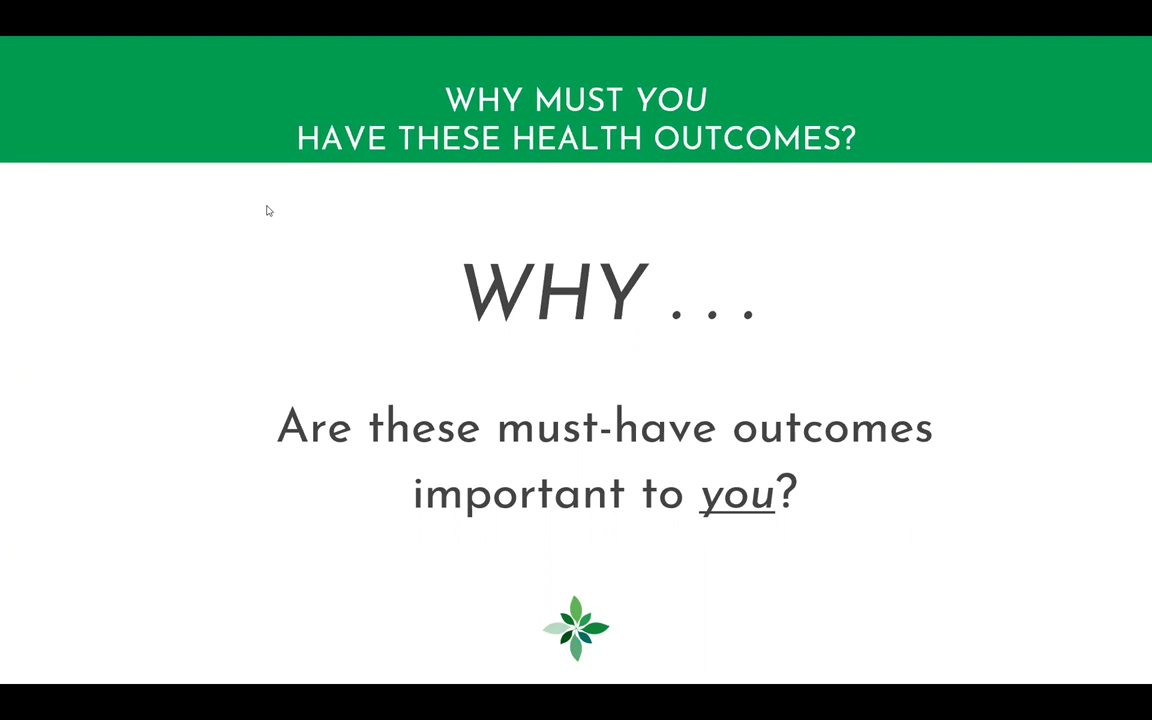 WHY MUST YOU
HAVE THESE HEALTH OUTCOMES?
WHY . . .
Are these must-have outcomes
important to you?